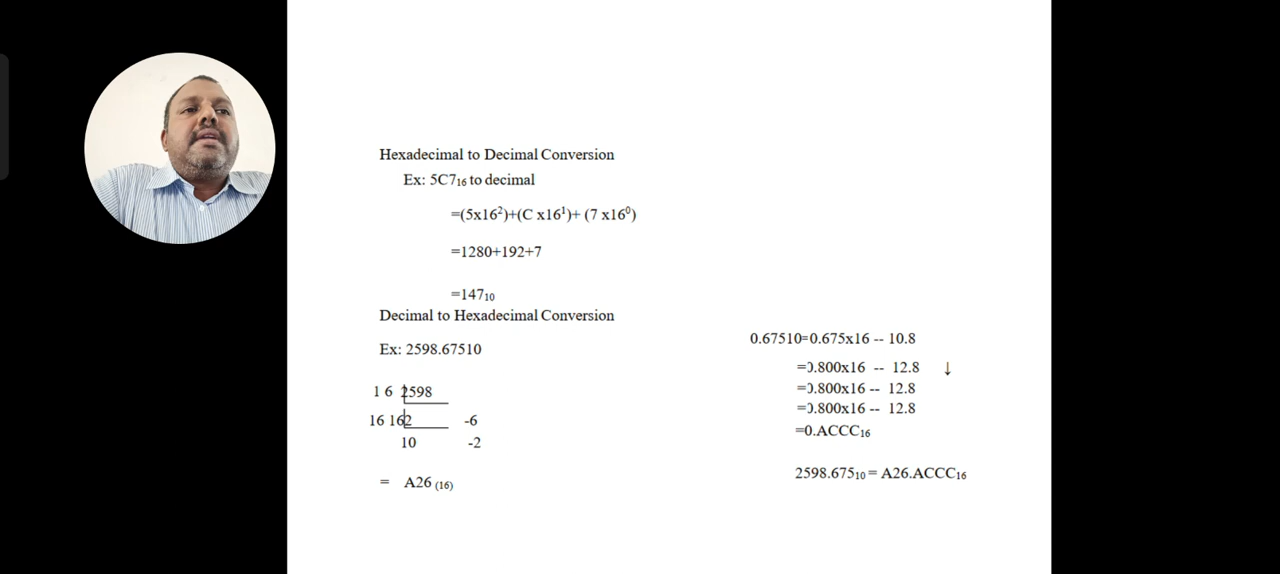 Hexadecimal to Decimal Conversion
Ex: 5C7₁₆ to decimal
=(5x16²)+(C x16¹)+ (7 x16⁰)
=1280+192+7
=147₁₀
Decimal to Hexadecimal Conversion
Ex: 2598.67510
1 6 2598
16 162 -6
10 -2
= A26 ₍₁₆₎
0.67510=0.675x16 -- 10.8
=0.800x16 -- 12.8 ↓
=0.800x16 -- 12.8
=0.800x16 -- 12.8
=0.ACCC₁₆
2598.675₁₀ = A26.ACCC₁₆